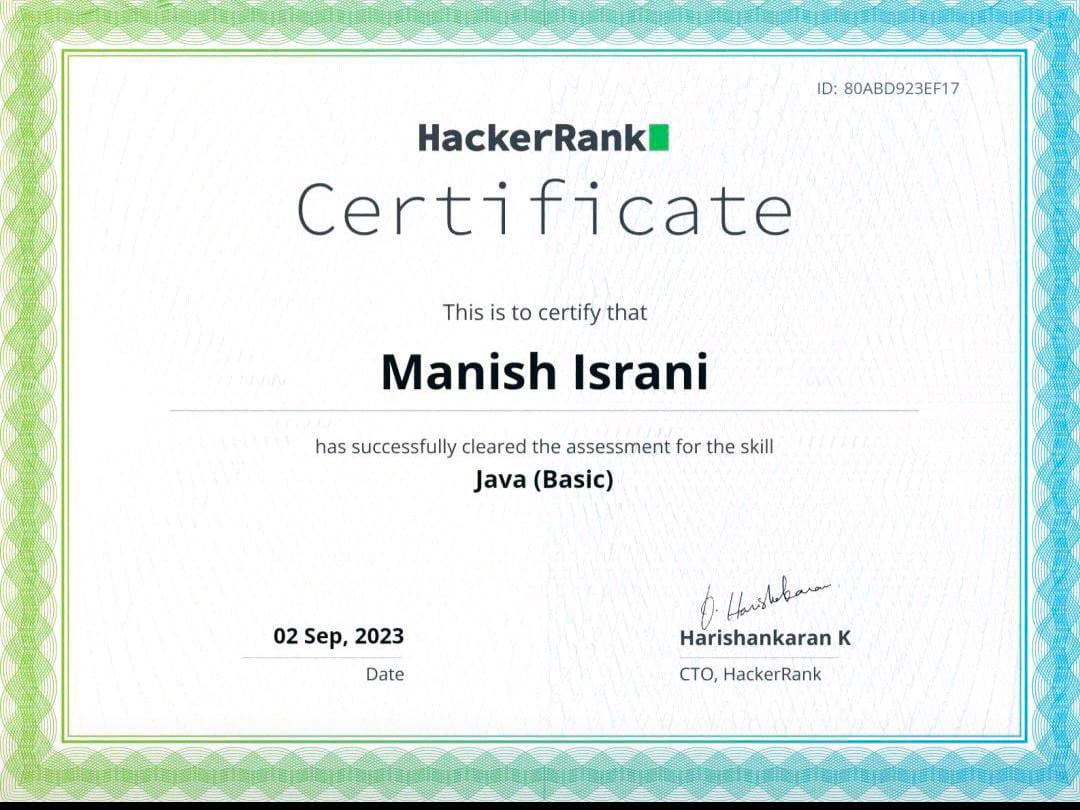 ID: 80ABD923EF17
HackerRank
Certificate
This is to certify that
Manish Israni
has successfully cleared the assessment for the skill
Java (Basic)
02 Sep, 2023
Date
Harishankaran K
CTO, HackerRank